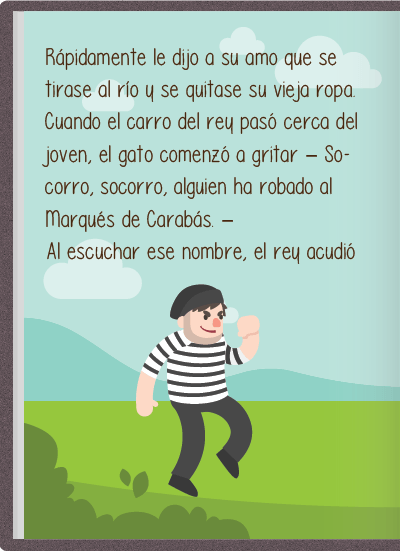 Rápidamente le dijo a su amo que se
tirase al río y se quitase su vieja ropa.
Cuando el carro del rey pasó cerca del
joven, el gato comenzó a gritar – So-
corro, socorro, alguien ha robado al
Marqués de Carabás. –
Al escuchar ese nombre, el rey acudió